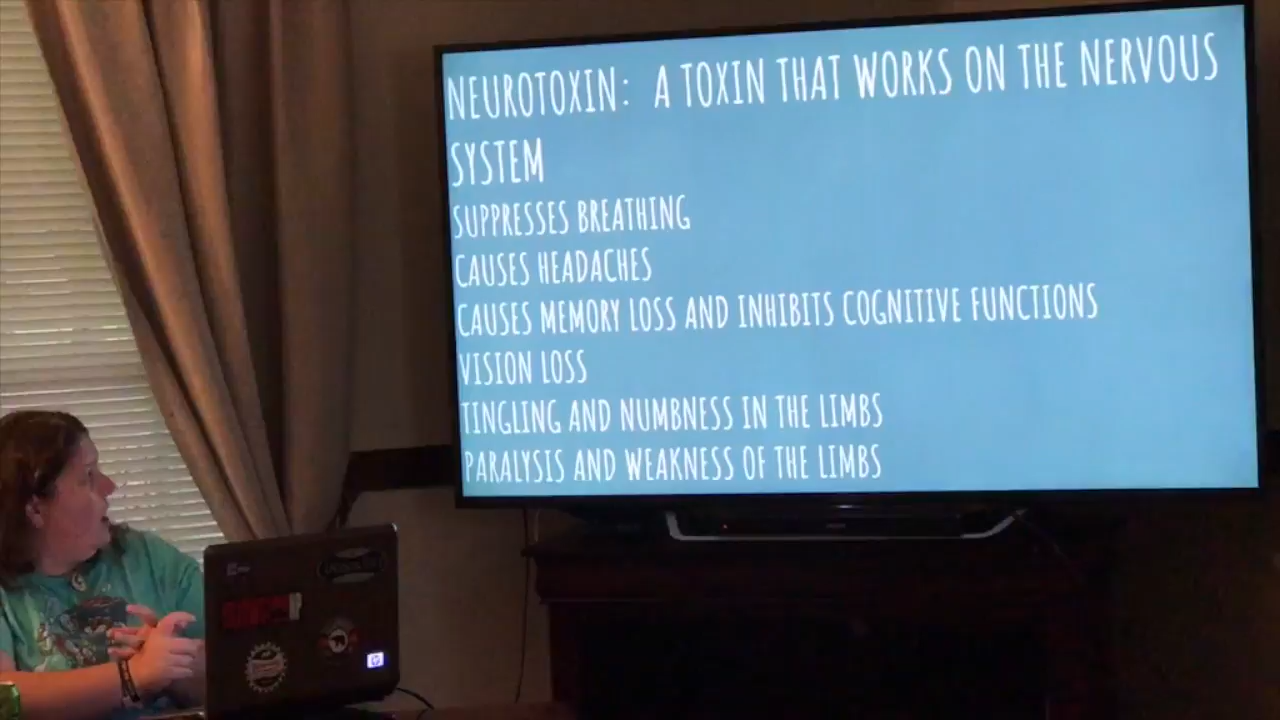 NEUROTOXIN: A TOXIN THAT WORKS ON THE NERVOUS
SYSTEM
SUPPRESSES BREATHING
CAUSES HEADACHES
CAUSES MEMORY LOSS AND INHIBITS COGNITIVE FUNCTIONS
VISION LOSS
TINGLING AND NUMBNESS IN THE LIMBS
PARALYSIS AND WEAKNESS OF THE LIMBS
hp